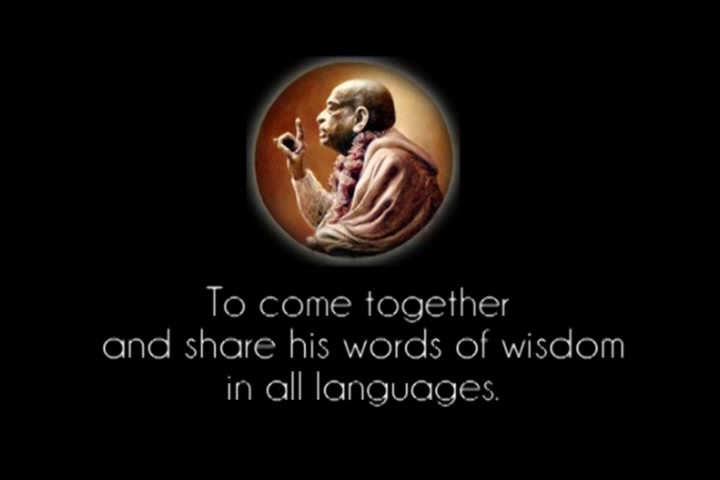 To come together
and share his words of wisdom
in all languages.